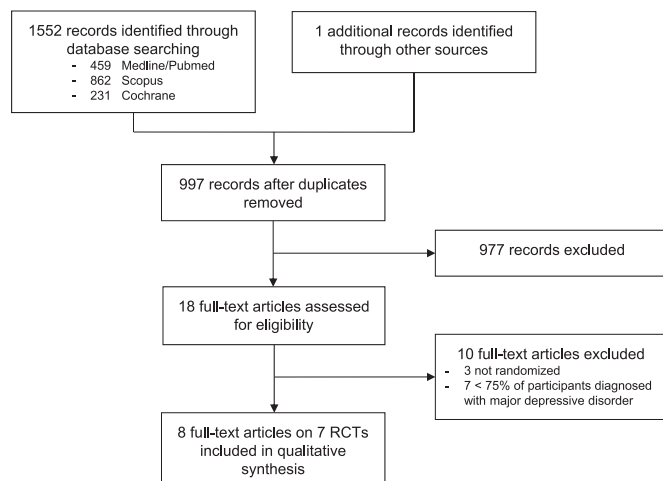 1552 records identified through
database searching
- 459 Medline/Pubmed
- 862 Scopus
- 231 Cochrane
1 additional records identified
through other sources
997 records after duplicates
removed
977 records excluded
18 full-text articles assessed
for eligibility
10 full-text articles excluded
- 3 not randomized
- 7 < 75% of participants diagnosed
with major depressive disorder
8 full-text articles on 7 RCTs
included in qualitative
synthesis